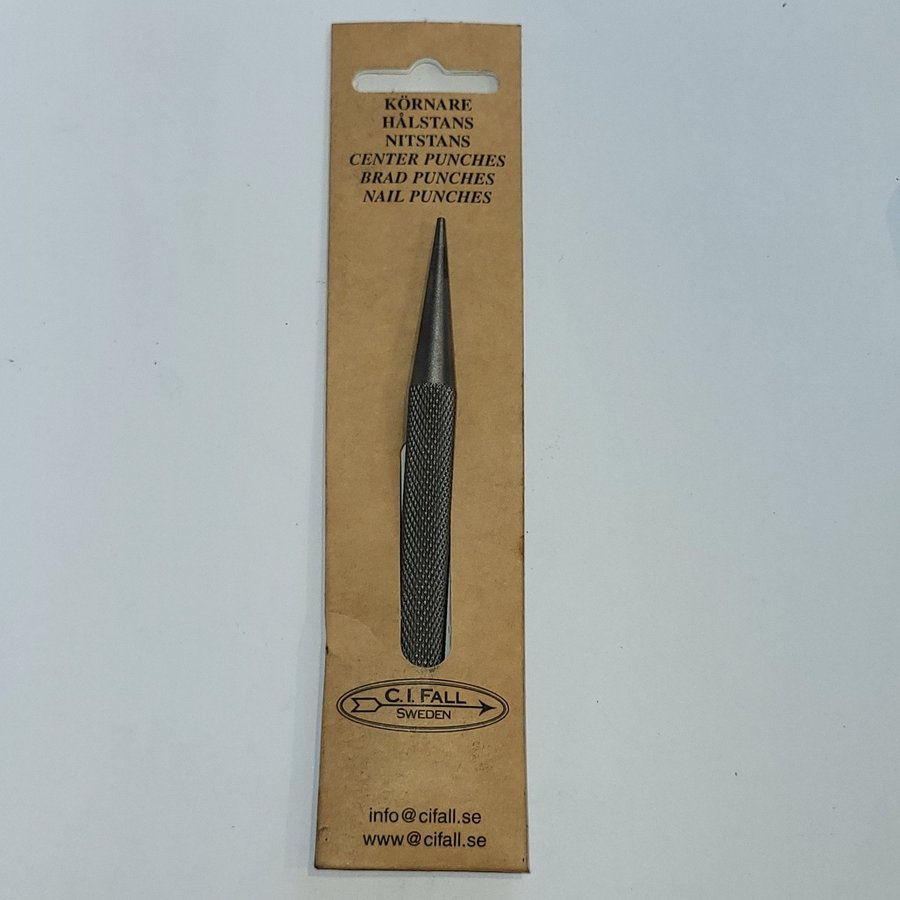 KÖRNARE
HÅLSTANS
NITSTANS
CENTER PUNCHES
BRAD PUNCHES
NAIL PUNCHES
C.I. FALL
SWEDEN
info@cifall.se
www@cifall.se